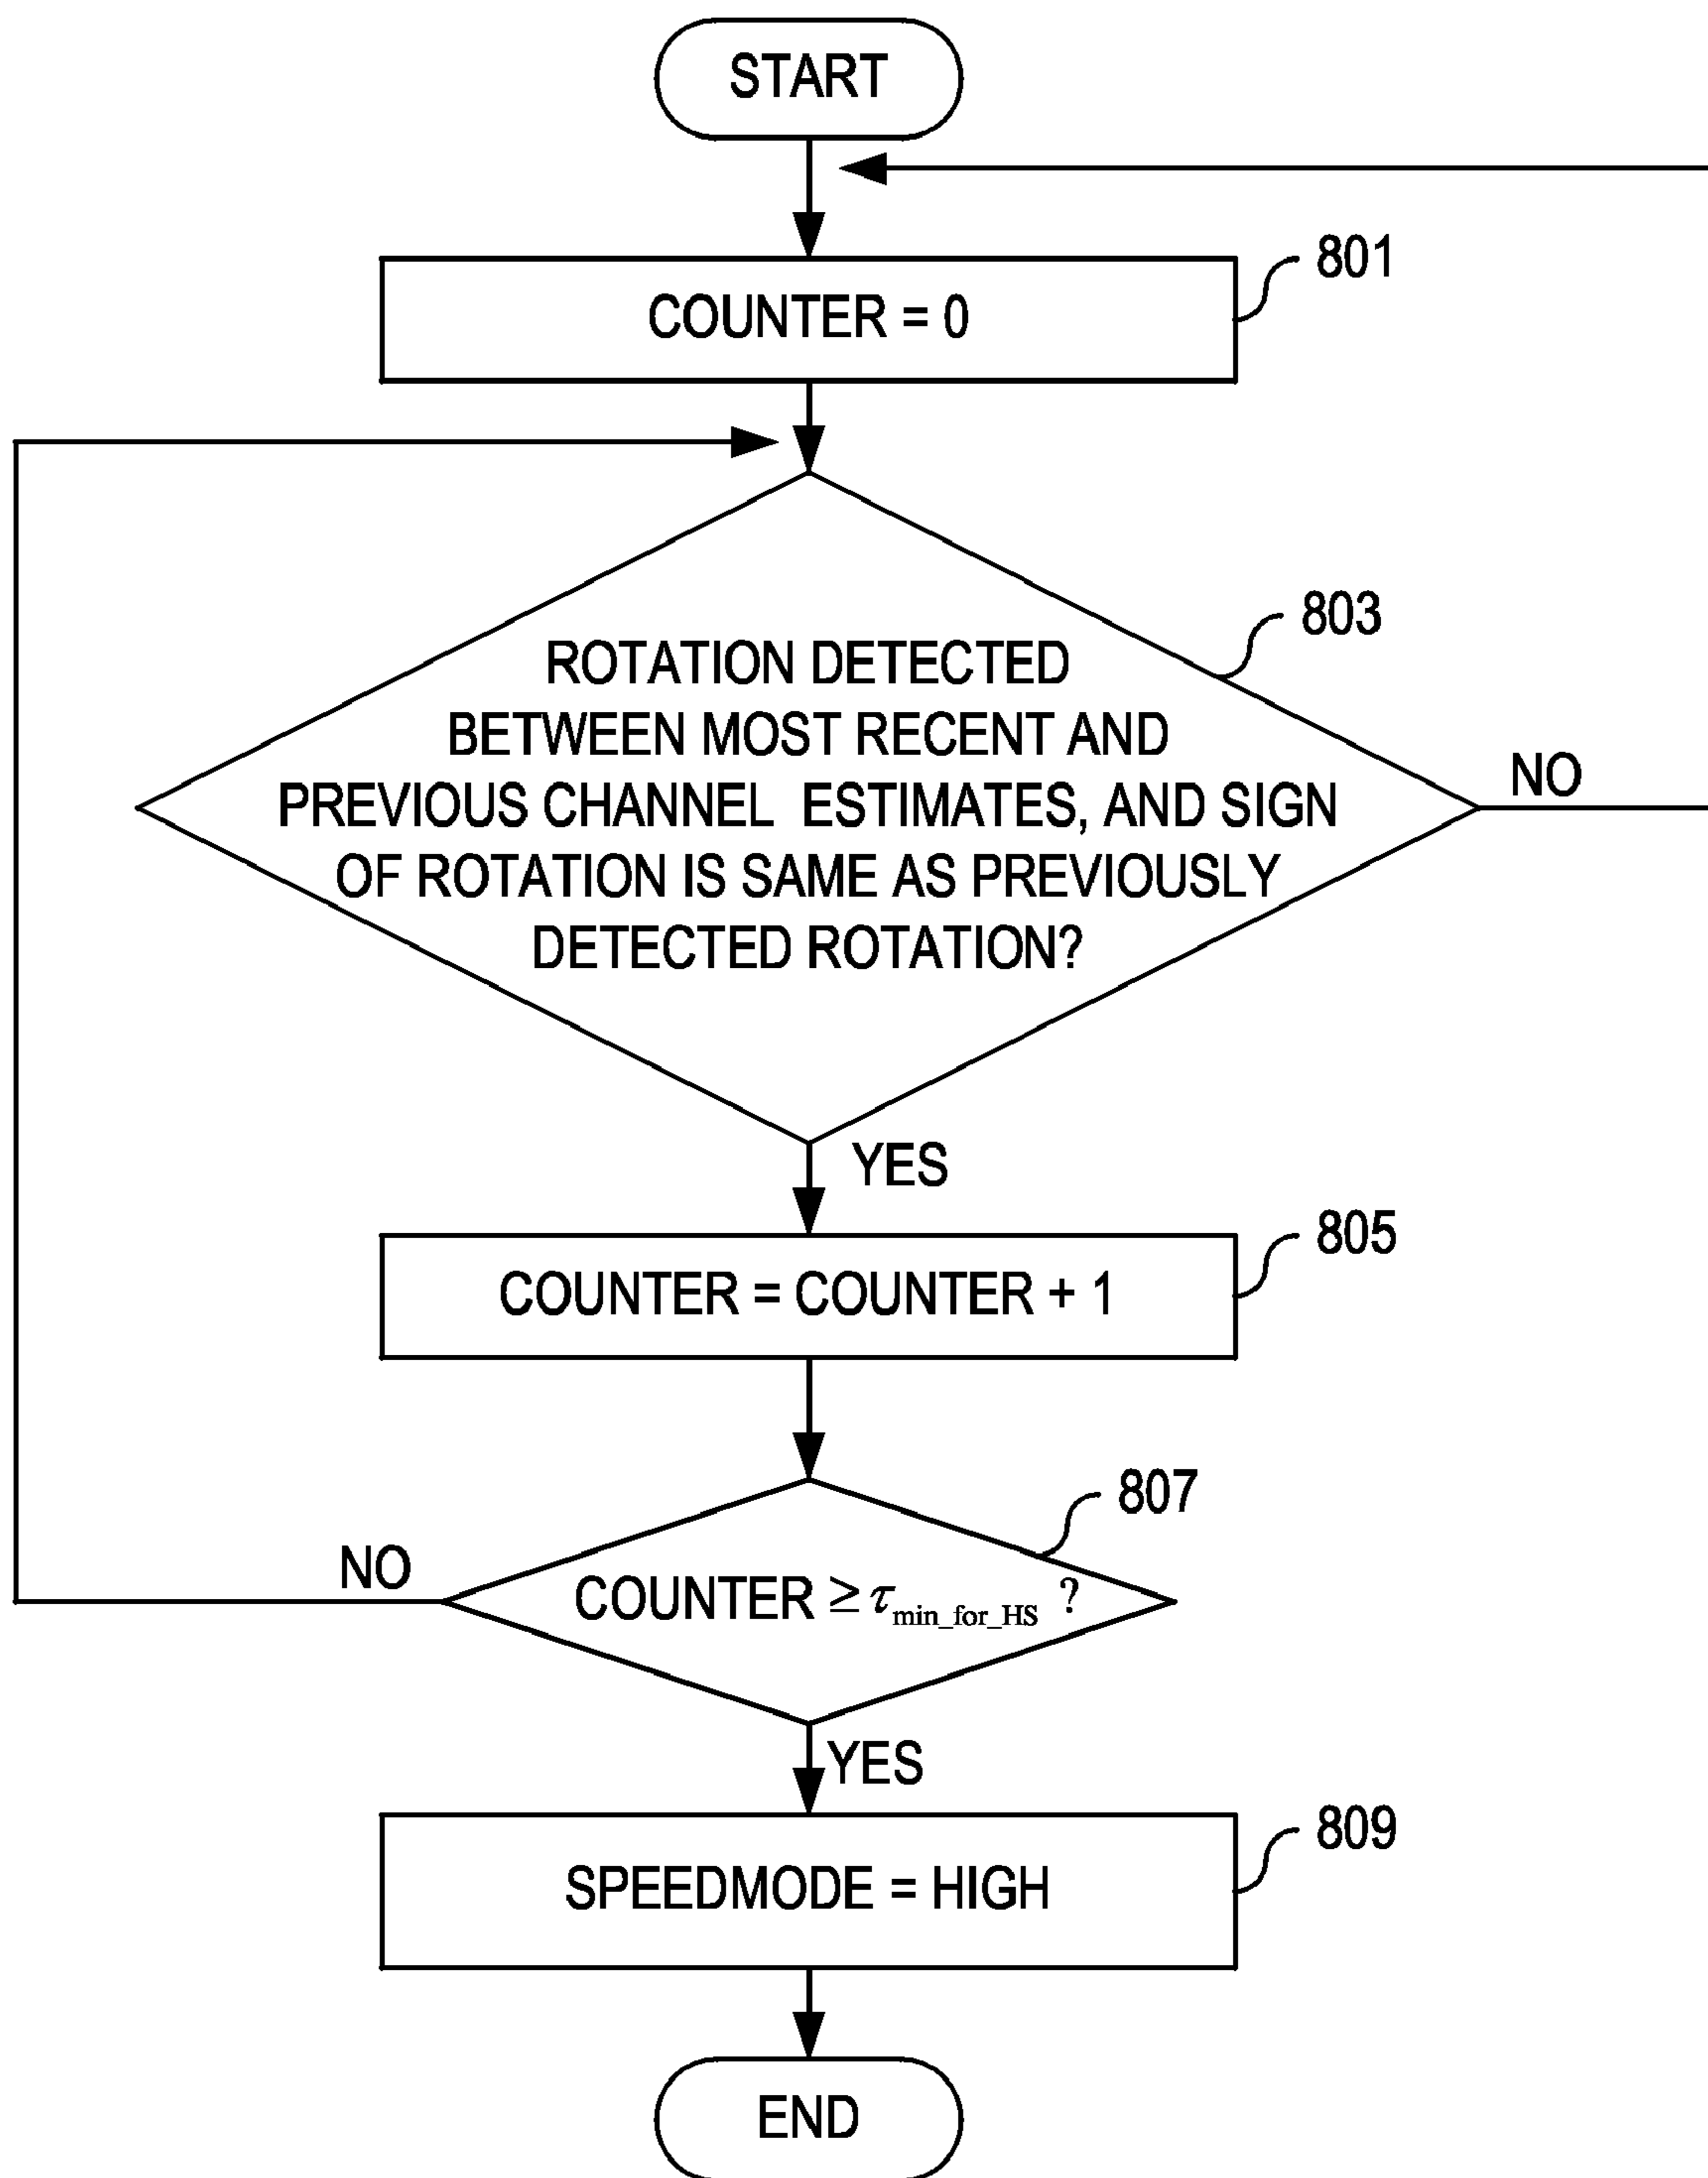 START
801
COUNTER = 0
803
ROTATION DETECTED
BETWEEN MOST RECENT AND
PREVIOUS CHANNEL ESTIMATES, AND SIGN
OF ROTATION IS SAME AS PREVIOUSLY
DETECTED ROTATION?
NO
YES
805
COUNTER = COUNTER + 1
807
NO
COUNTER ≥ τmin_for_HS ?
YES
809
SPEEDMODE = HIGH
END